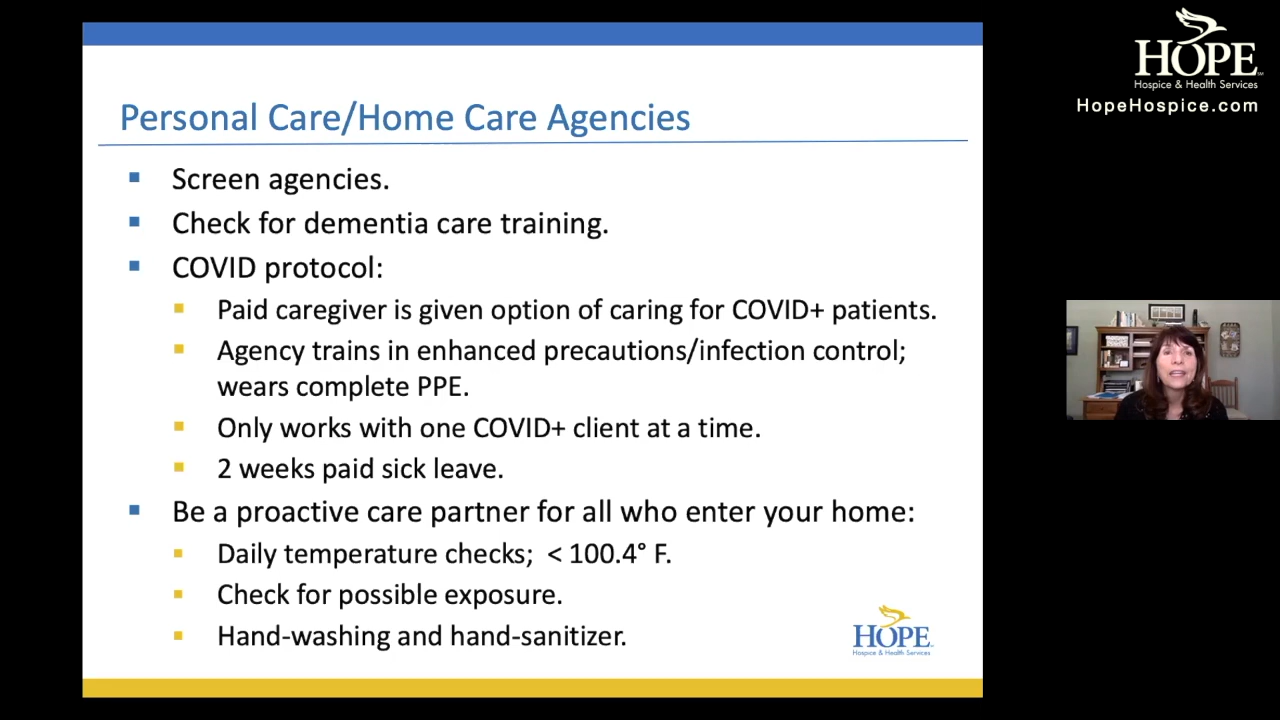 Personal Care/Home Care Agencies
Screen agencies.
Check for dementia care training.
COVID protocol:
Paid caregiver is given option of caring for COVID+ patients.
Agency trains in enhanced precautions/infection control;
wears complete PPE.
Only works with one COVID+ client at a time.
2 weeks paid sick leave.
Be a proactive care partner for all who enter your home:
Daily temperature checks;  < 100.4° F.
Check for possible exposure.
Hand-washing and hand-sanitizer.
HOPE
Hospice & Health Services
HOPE
Hospice & Health Services
HopeHospice.com